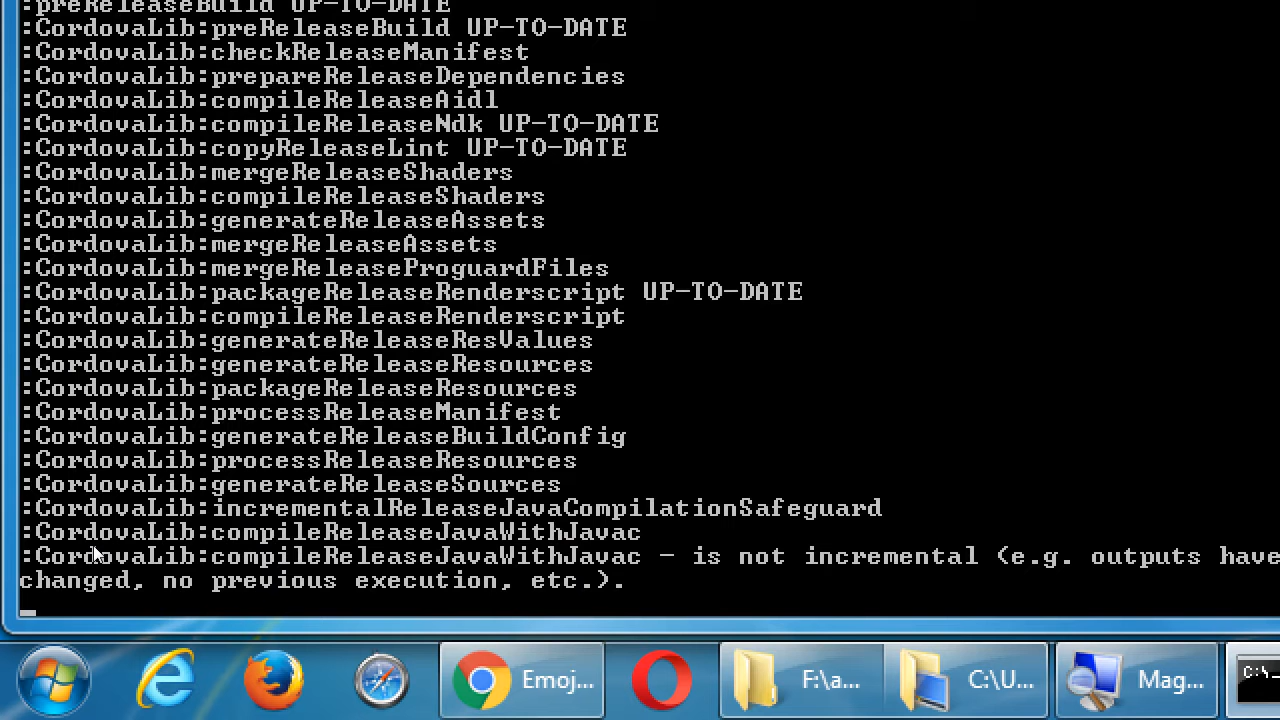 :preReleaseBuild UP-TO-DATE
:CordovaLib:preReleaseBuild UP-TO-DATE
:CordovaLib:checkReleaseManifest
:CordovaLib:prepareReleaseDependencies
:CordovaLib:compileReleaseAidl
:CordovaLib:compileReleaseNdk UP-TO-DATE
:CordovaLib:copyReleaseLint UP-TO-DATE
:CordovaLib:mergeReleaseShaders
:CordovaLib:compileReleaseShaders
:CordovaLib:generateReleaseAssets
:CordovaLib:mergeReleaseAssets
:CordovaLib:mergeReleaseProguardFiles
:CordovaLib:packageReleaseRenderscript UP-TO-DATE
:CordovaLib:compileReleaseRenderscript
:CordovaLib:generateReleaseResValues
:CordovaLib:generateReleaseResources
:CordovaLib:packageReleaseResources
:CordovaLib:processReleaseManifest
:CordovaLib:generateReleaseBuildConfig
:CordovaLib:processReleaseResources
:CordovaLib:generateReleaseSources
:CordovaLib:incrementalReleaseJavaCompilationSafeguard
:CordovaLib:compileReleaseJavaWithJavac
:CordovaLib:compileReleaseJavaWithJavac - is not incremental (e.g. outputs have
changed, no previous execution, etc.).
Emoj... F:\a... C:\U... Mag... C:\